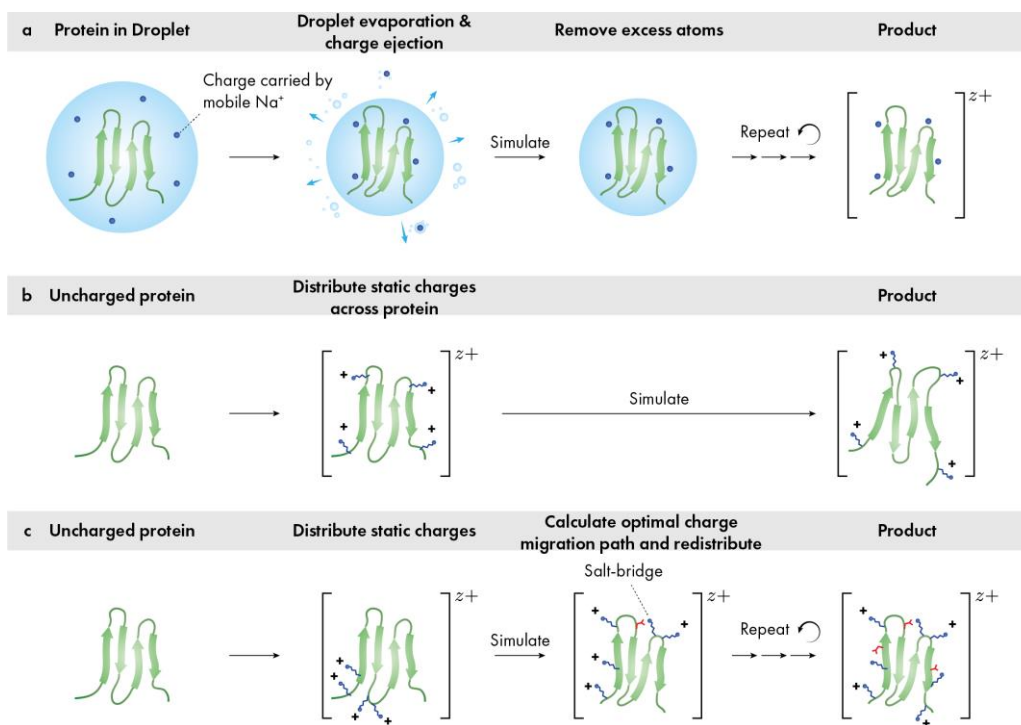 a Protein in Droplet
Droplet evaporation &
charge ejection
Remove excess atoms
Product
Charge carried by
mobile Na⁺
Simulate
Repeat
z+
b Uncharged protein
Distribute static charges
across protein
Product
z+
+
+
+
+
Simulate
z+
+
+
+
+
c Uncharged protein
Distribute static charges
Calculate optimal charge
migration path and redistribute
Product
Salt-bridge
z+
+
+
+
+
Simulate
z+
+
+
+
+
+
Repeat
z+
+
+
+
+
+
+